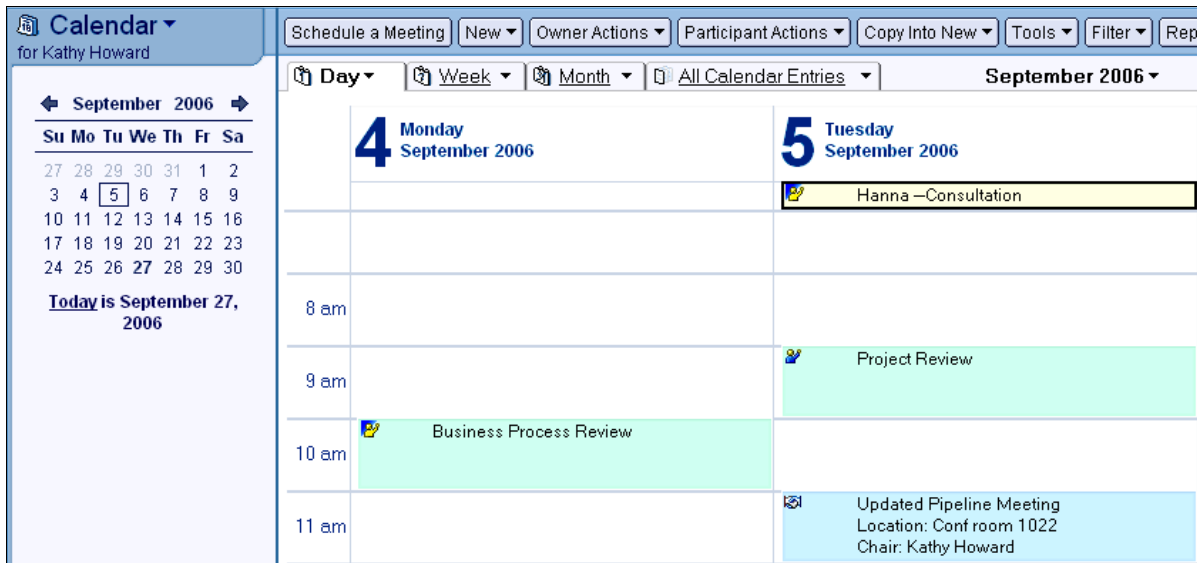 Calendar
for Kathy Howard
Schedule a Meeting New Owner Actions Participant Actions Copy Into New Tools Filter Rep
Day Week Month All Calendar Entries September 2006
September 2006
Su Mo Tu We Th Fr Sa
27 28 29 30 31 1 2
3 4 5 6 7 8 9
10 11 12 13 14 15 16
17 18 19 20 21 22 23
24 25 26 27 28 29 30
Today is September 27,
2006
4 Monday
September 2006
5 Tuesday
September 2006
Hanna –Consultation
8 am
9 am
Project Review
10 am
Business Process Review
11 am
Updated Pipeline Meeting
Location: Conf room 1022
Chair: Kathy Howard